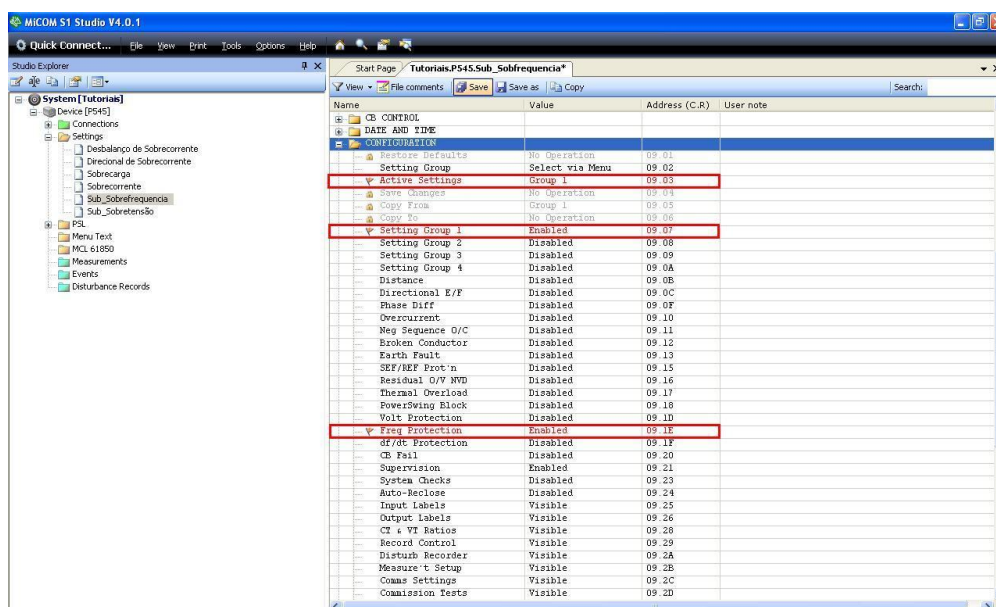 MiCOM S1 Studio V4.0.1
Quick Connect... File View Print Tools Options Help
Studio Explorer
System [Tutoriais]
Device [P545]
Connections
Settings
Desbalanço de Sobrecorrente
Direcional de Sobrecorrente
Sobrecarga
Sobrecorrente
Sub_Sobrefrequencia
Sub_Sobretensão
PSL
Menu Text
MCL 61850
Measurements
Events
Disturbance Records
Start Page Tutoriais.P545.Sub_Sobfrequencia*
View File comments Save Save as Copy Search:
Name Value Address (C.R) User note
CB CONTROL
DATE AND TIME
CONFIGURATION
Restore Defaults No Operation 09.01
Setting Group Select via Menu 09.02
Active Settings Group 1 09.03
Save Changes No Operation 09.04
Copy From Group 1 09.05
Copy To No Operation 09.06
Setting Group 1 Enabled 09.07
Setting Group 2 Disabled 09.08
Setting Group 3 Disabled 09.09
Setting Group 4 Disabled 09.0A
Distance Disabled 09.0B
Directional E/F Disabled 09.0C
Phase Diff Disabled 09.0F
Overcurrent Disabled 09.10
Neg Sequence O/C Disabled 09.11
Broken Conductor Disabled 09.12
Earth Fault Disabled 09.13
SEF/REF Prot'n Disabled 09.15
Residual O/V NVD Disabled 09.16
Thermal Overload Disabled 09.17
PowerSwing Block Disabled 09.18
Volt Protection Disabled 09.1D
Freq Protection Enabled 09.1E
df/dt Protection Disabled 09.1F
CB Fail Disabled 09.20
Supervision Enabled 09.21
System Checks Disabled 09.23
Auto-Reclose Disabled 09.24
Input Labels Visible 09.25
Output Labels Visible 09.26
CT & VT Ratios Visible 09.28
Record Control Visible 09.29
Disturb Recorder Visible 09.2A
Measure't Setup Visible 09.2B
Comms Settings Visible 09.2C
Commission Tests Visible 09.2D